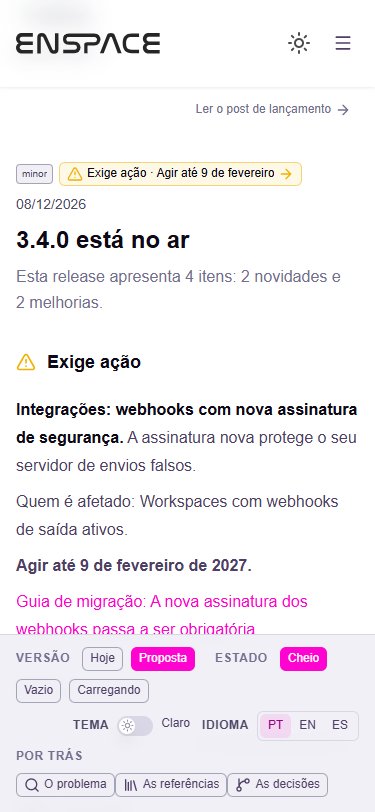 ENSPACE
Ler o post de lançamento
minor
Exige ação · Agir até 9 de fevereiro
08/12/2026
3.4.0 está no ar
Esta release apresenta 4 itens: 2 novidades e
2 melhorias.
Exige ação
Integrações: webhooks com nova assinatura
de segurança. A assinatura nova protege o seu
servidor de envios falsos.
Quem é afetado: Workspaces com webhooks
de saída ativos.
Agir até 9 de fevereiro de 2027.
Guia de migração: A nova assinatura dos
webhooks passa a ser obrigatória
VERSÃO Hoje Proposta ESTADO Cheio
Vazio Carregando
TEMA Claro IDIOMA PT EN ES
POR TRÁS
O problema As referências As decisões